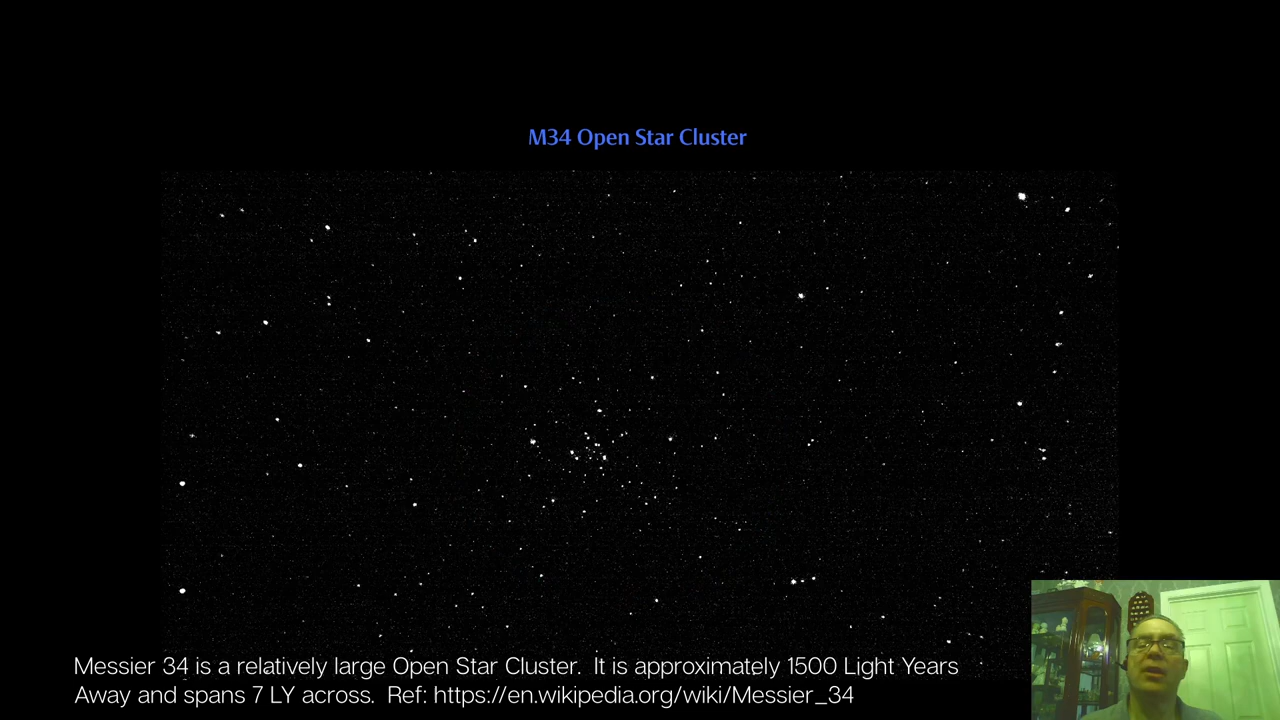 M34 Open Star Cluster
Messier 34 is a relatively large Open Star Cluster. It is approximately 1500 Light Years
Away and spans 7 LY across. Ref: https://en.wikipedia.org/wiki/Messier_34